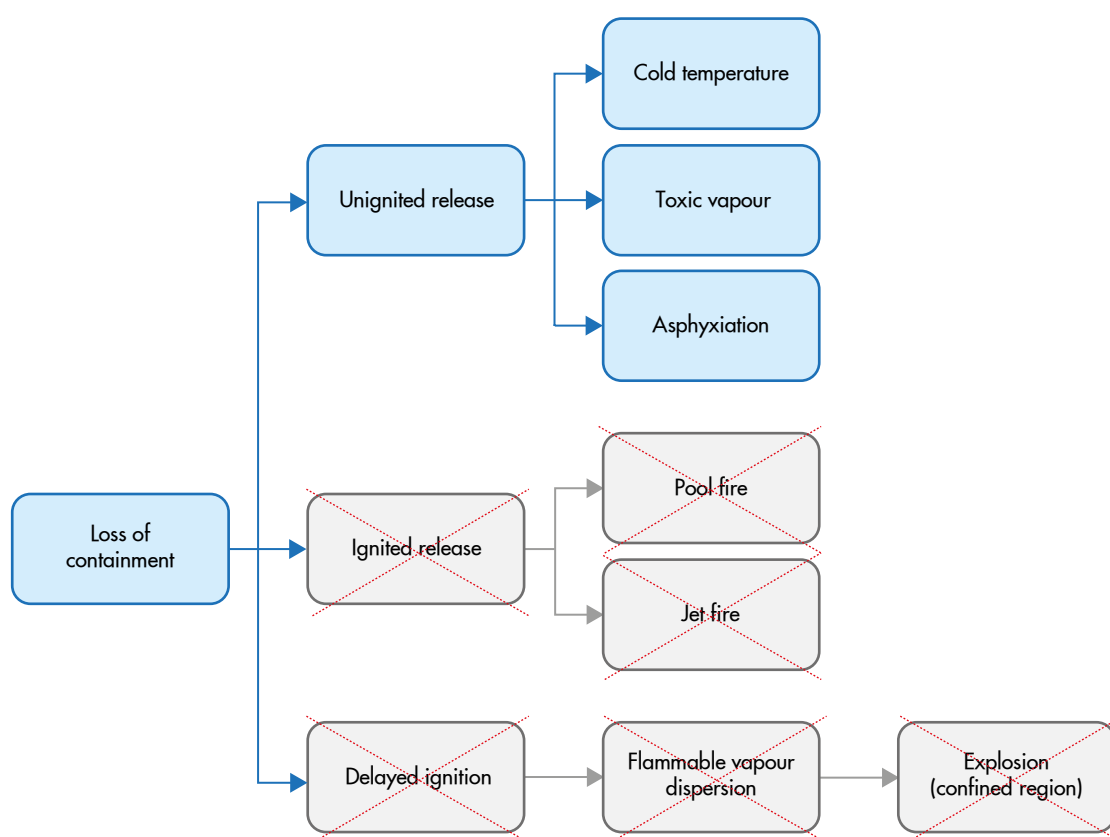 Cold temperature
Unignited release
Toxic vapour
Asphyxiation
Pool fire
Loss of
containment
Ignited release
Jet fire
Delayed ignition
Flammable vapour
dispersion
Explosion
(confined region)